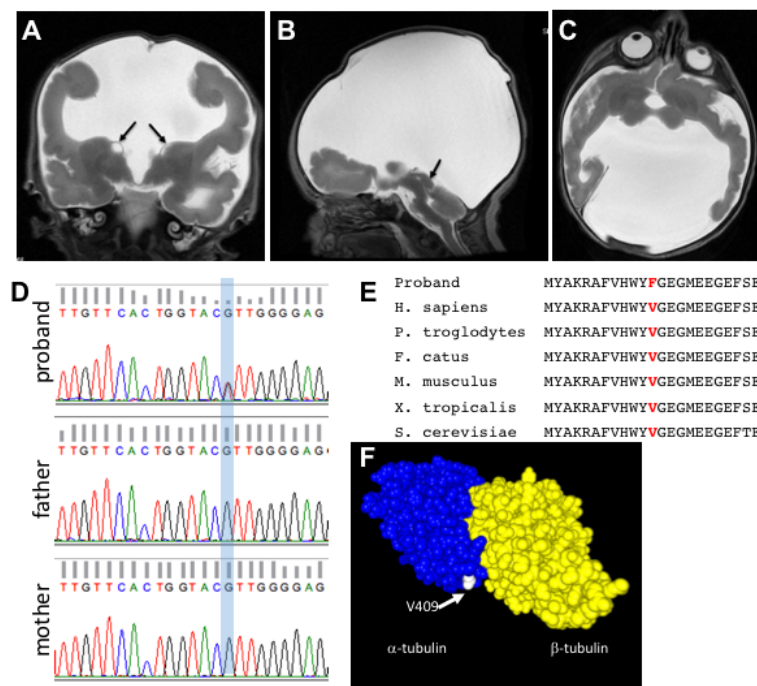 A
B
C
D
proband
TTGTTCACTGGTACGTTGGGGAG
father
TTGTTCACTGGTACGTTGGGGAG
mother
TTGTTCACTGGTACGTTGGGGAG
E
Proband MYAKRAFVHWYFGEGMEEGEFSE
H. sapiens MYAKRAFVHWYVGEGMEEGEFSE
P. troglodytes MYAKRAFVHWYVGEGMEEGEFSE
F. catus MYAKRAFVHWYVGEGMEEGEFSE
M. musculus MYAKRAFVHWYVGEGMEEGEFSE
X. tropicalis MYAKRAFVHWYVGEGMEEGEFSE
S. cerevisiae MYAKRAFVHWYVGEGMEEGEFTE
F
V409
α-tubulin
β-tubulin